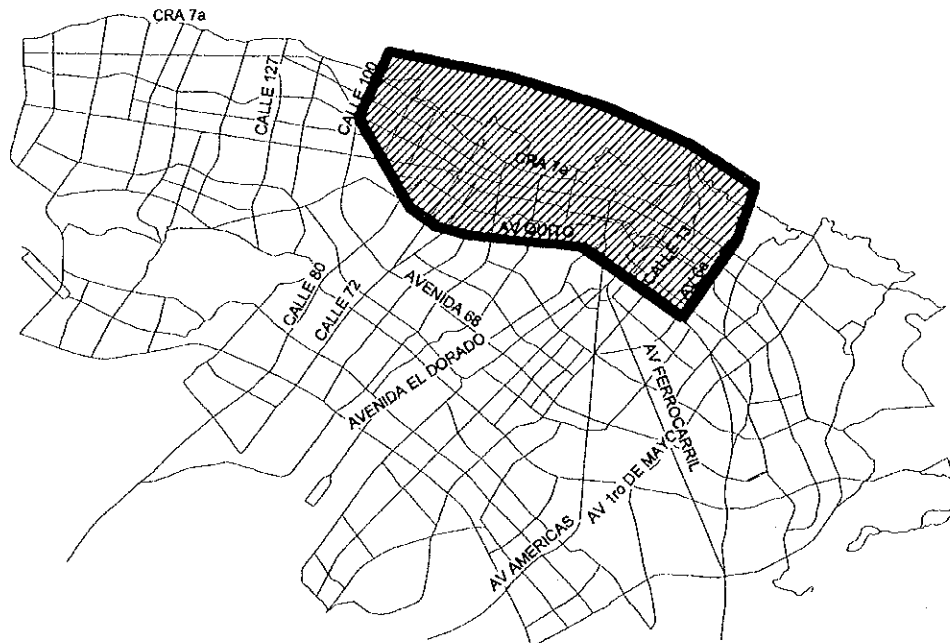 CRA 7a
CALLE 127
CALLE 100
CRA 7a
AV QUITO
CALLE 80
CALLE 72
AVENIDA 68
AVENIDA EL DORADO
AV FERROCARRIL
AV 1ro DE MAYO
AV AMERICAS